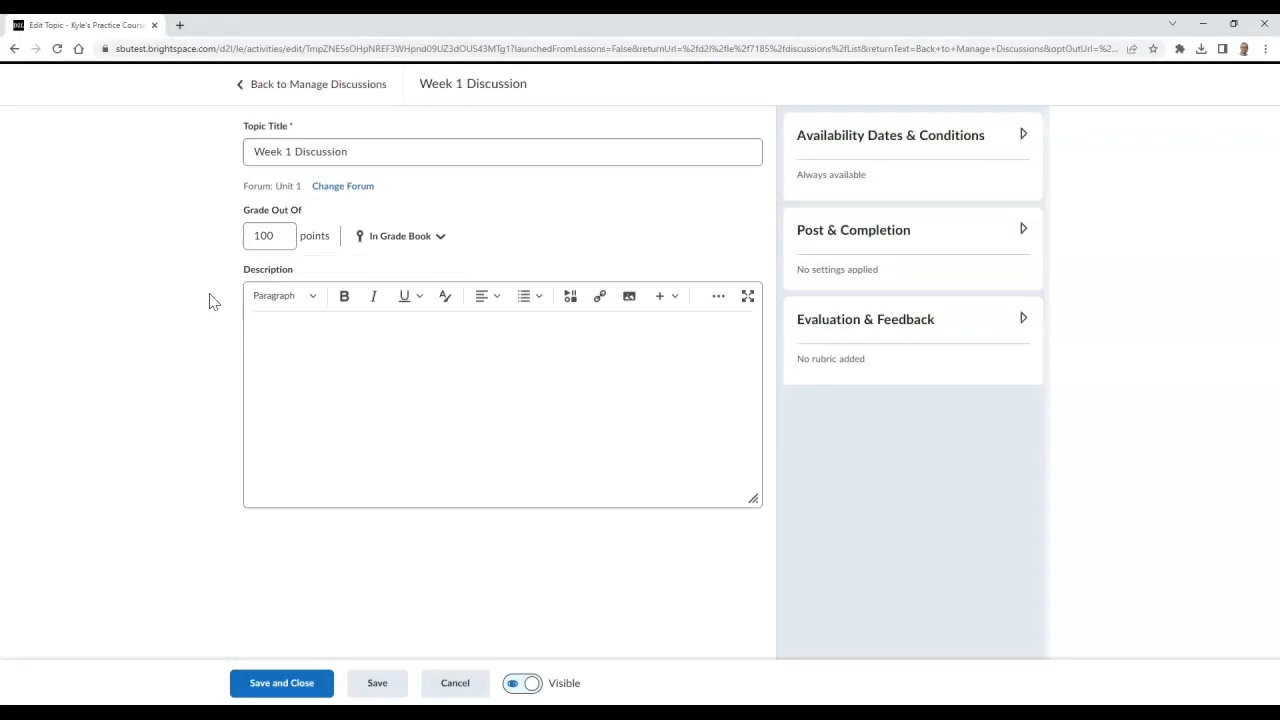 D2L Edit Topic - Kyle's Practice Cours
sbutest.brightspace.com/d2l/le/activities/edit/TmpZNE5sOHpNREF3WHpnd09UZ3dOUS43MTg1?launchedFromLessons=False&returnUrl=%2fd2l%2fle%2f7185%2fdiscussions%2fList&returnText=Back+to+Manage+Discussions&optOutUrl=%2...
Back to Manage Discussions
Week 1 Discussion
Topic Title *
Week 1 Discussion
Forum: Unit 1 Change Forum
Grade Out Of
100 points In Grade Book
Description
Paragraph B I U
Availability Dates & Conditions
Always available
Post & Completion
No settings applied
Evaluation & Feedback
No rubric added
Save and Close Save Cancel Visible